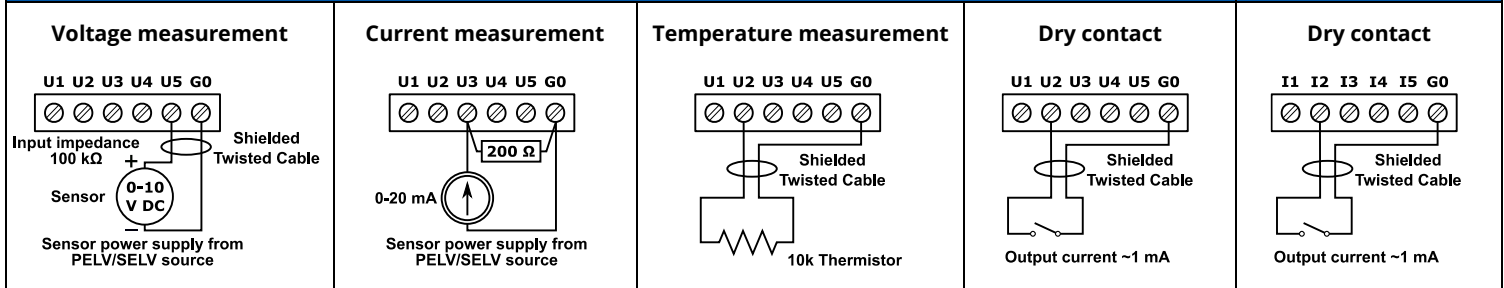 Voltage measurement
U1 U2 U3 U4 U5 G0
Input impedance
100 kΩ
Shielded
Twisted Cable
+
Sensor
0-10
V DC
−
Sensor power supply from
PELV/SELV source
Current measurement
U1 U2 U3 U4 U5 G0
200 Ω
0-20 mA
Sensor power supply from
PELV/SELV source
Temperature measurement
U1 U2 U3 U4 U5 G0
Shielded
Twisted Cable
10k Thermistor
Dry contact
U1 U2 U3 U4 U5 G0
Shielded
Twisted Cable
Output current ~1 mA
Dry contact
I1 I2 I3 I4 I5 G0
Shielded
Twisted Cable
Output current ~1 mA